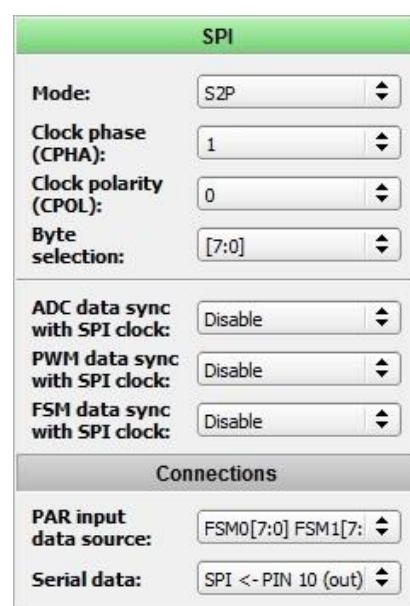 SPI
Mode: S2P
Clock phase
(CPHA): 1
Clock polarity
(CPOL): 0
Byte
selection: [7:0]
ADC data sync
with SPI clock: Disable
PWM data sync
with SPI clock: Disable
FSM data sync
with SPI clock: Disable
Connections
PAR input
data source: FSM0[7:0] FSM1[7:
Serial data: SPI <- PIN 10 (out)